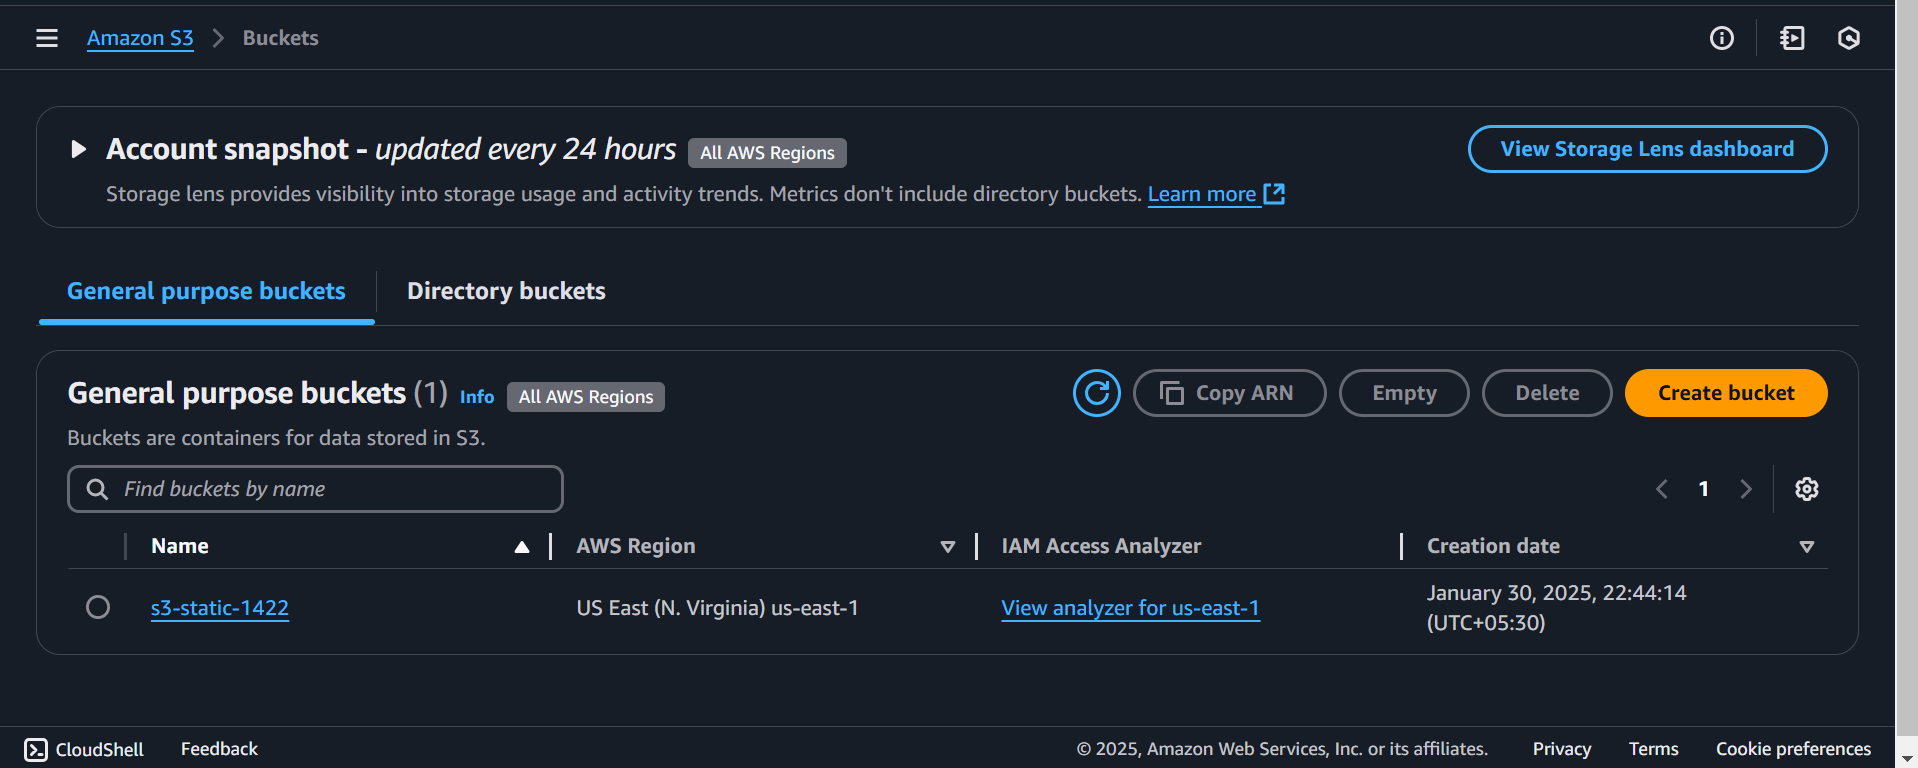 Amazon S3 > Buckets
Account snapshot - updated every 24 hours All AWS Regions
View Storage Lens dashboard
Storage lens provides visibility into storage usage and activity trends. Metrics don't include directory buckets. Learn more
General purpose buckets
Directory buckets
General purpose buckets (1) Info All AWS Regions
Copy ARN
Empty
Delete
Create bucket
Buckets are containers for data stored in S3.
Find buckets by name
1
Name
AWS Region
IAM Access Analyzer
Creation date
s3-static-1422
US East (N. Virginia) us-east-1
View analyzer for us-east-1
January 30, 2025, 22:44:14
(UTC+05:30)
CloudShell
Feedback
© 2025, Amazon Web Services, Inc. or its affiliates.
Privacy
Terms
Cookie preferences